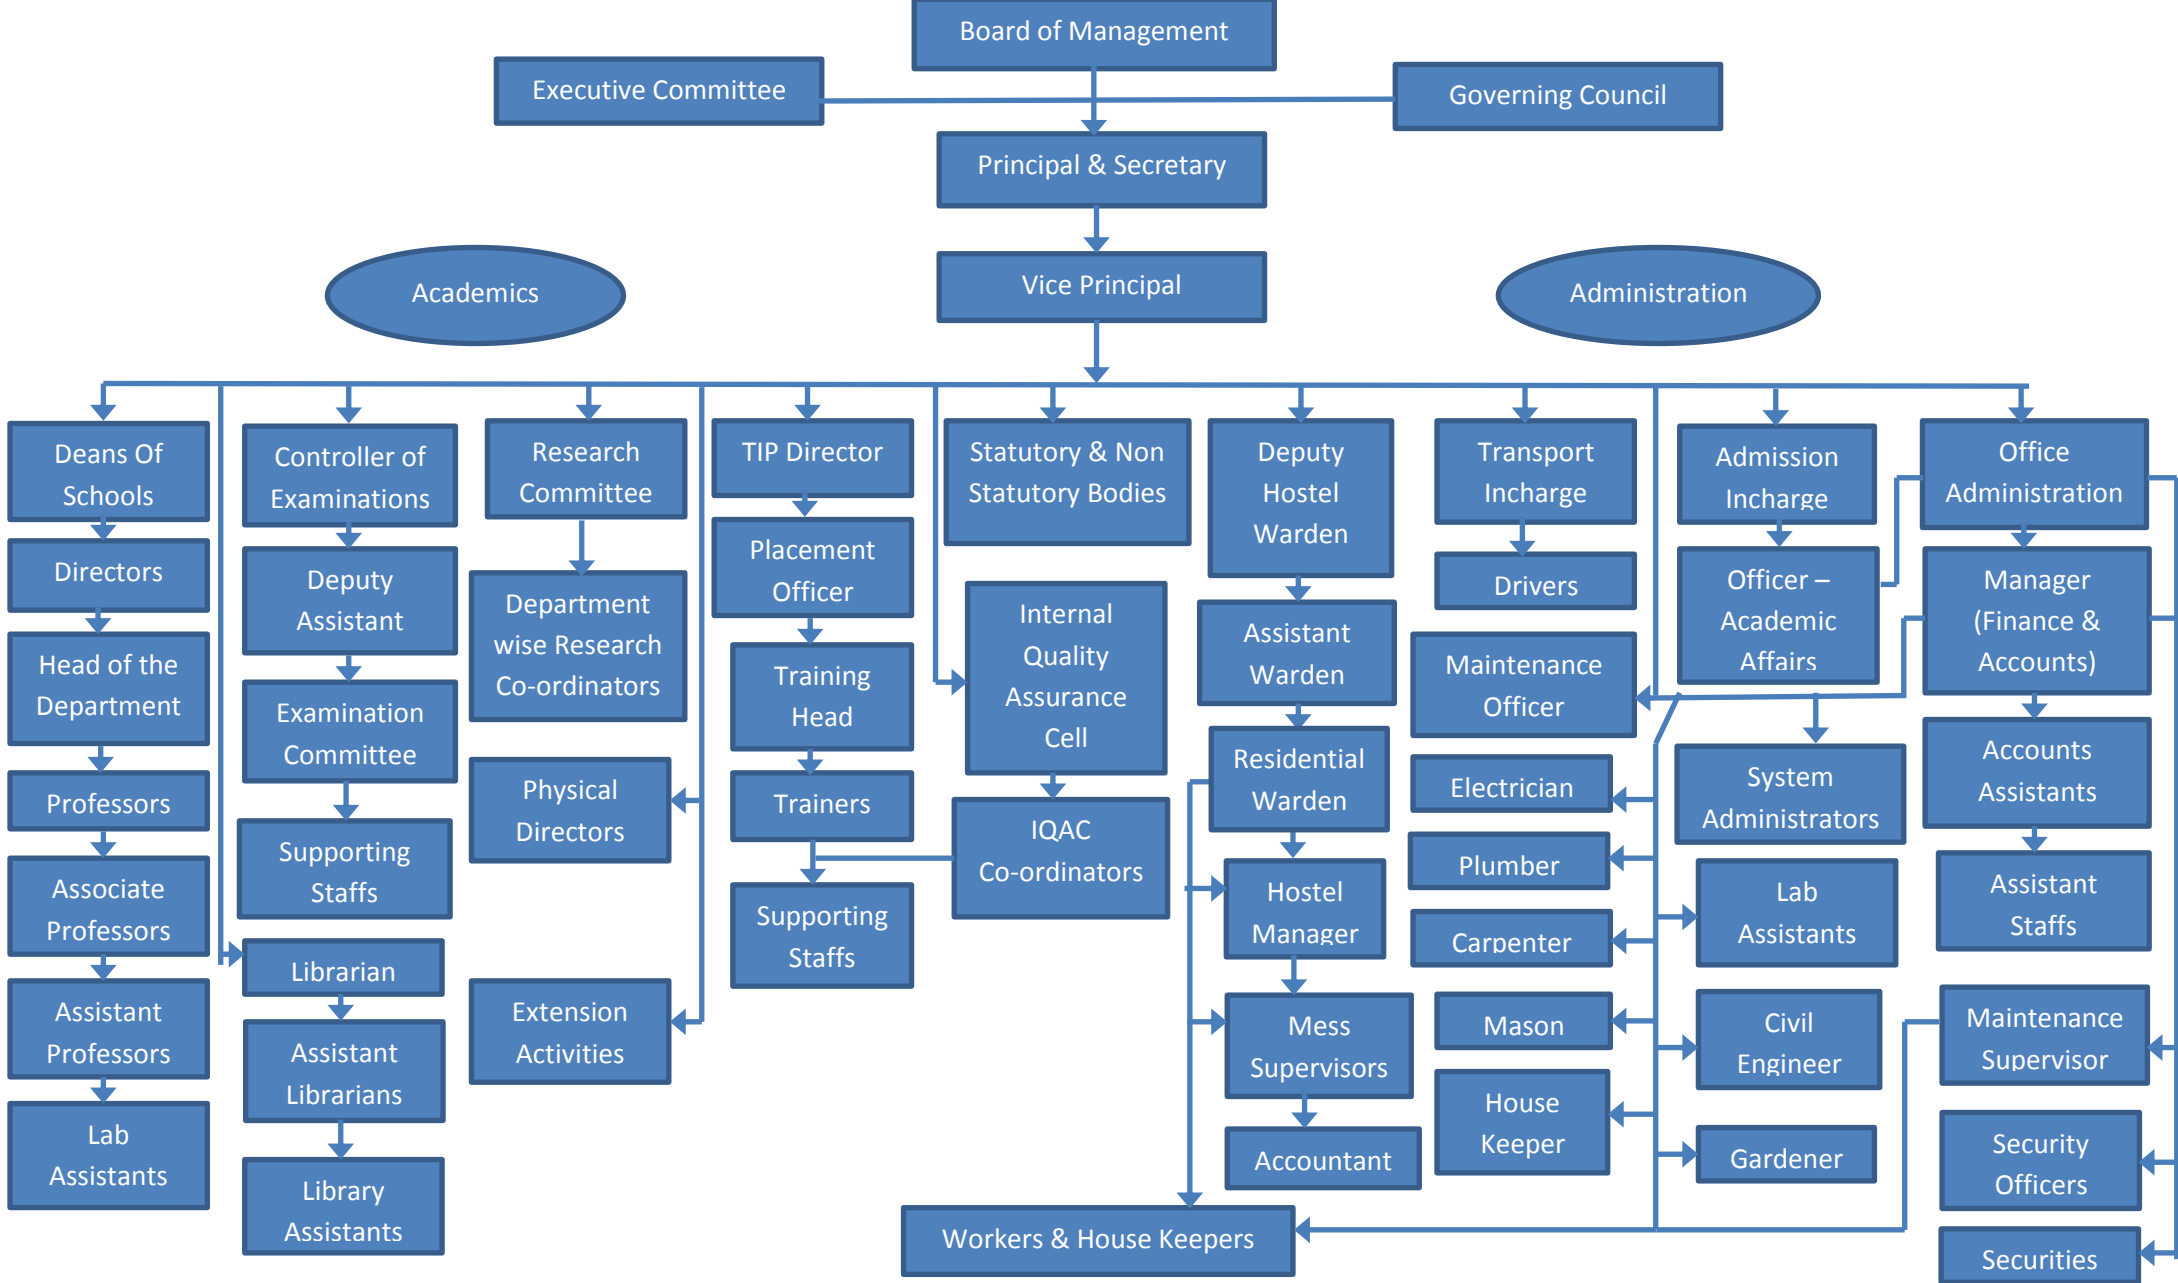 Board of Management
Executive Committee
Governing Council
Principal & Secretary
Vice Principal
Academics
Administration
Deans Of
Schools
Directors
Head of the
Department
Professors
Associate
Professors
Assistant
Professors
Lab
Assistants
Controller of
Examinations
Deputy
Assistant
Examination
Committee
Supporting
Staffs
Librarian
Assistant
Librarians
Library
Assistants
Research
Committee
Department
wise Research
Co-ordinators
Physical
Directors
Extension
Activities
TIP Director
Placement
Officer
Training
Head
Trainers
Supporting
Staffs
Statutory & Non
Statutory Bodies
Internal
Quality
Assurance
Cell
IQAC
Co-ordinators
Deputy
Hostel
Warden
Assistant
Warden
Residential
Warden
Hostel
Manager
Mess
Supervisors
Accountant
Workers & House Keepers
Transport
Incharge
Drivers
Maintenance
Officer
Electrician
Plumber
Carpenter
Mason
House
Keeper
Admission
Incharge
Officer –
Academic
Affairs
System
Administrators
Lab
Assistants
Civil
Engineer
Gardener
Office
Administration
Manager
(Finance &
Accounts)
Accounts
Assistants
Assistant
Staffs
Maintenance
Supervisor
Security
Officers
Securities